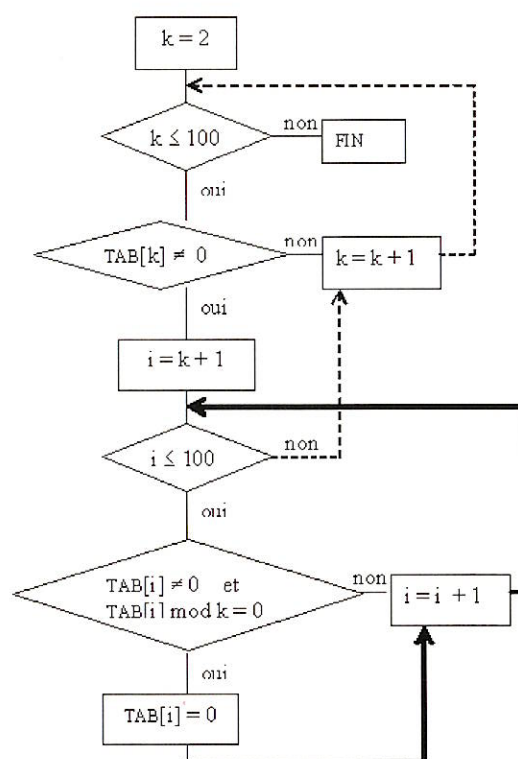 k = 2
k ≤ 100
non
FIN
oui
TAB[k] ≠ 0
non
k = k + 1
oui
i = k + 1
i ≤ 100
non
oui
TAB[i] ≠ 0 et
TAB[i] mod k = 0
non
i = i + 1
oui
TAB[i] = 0